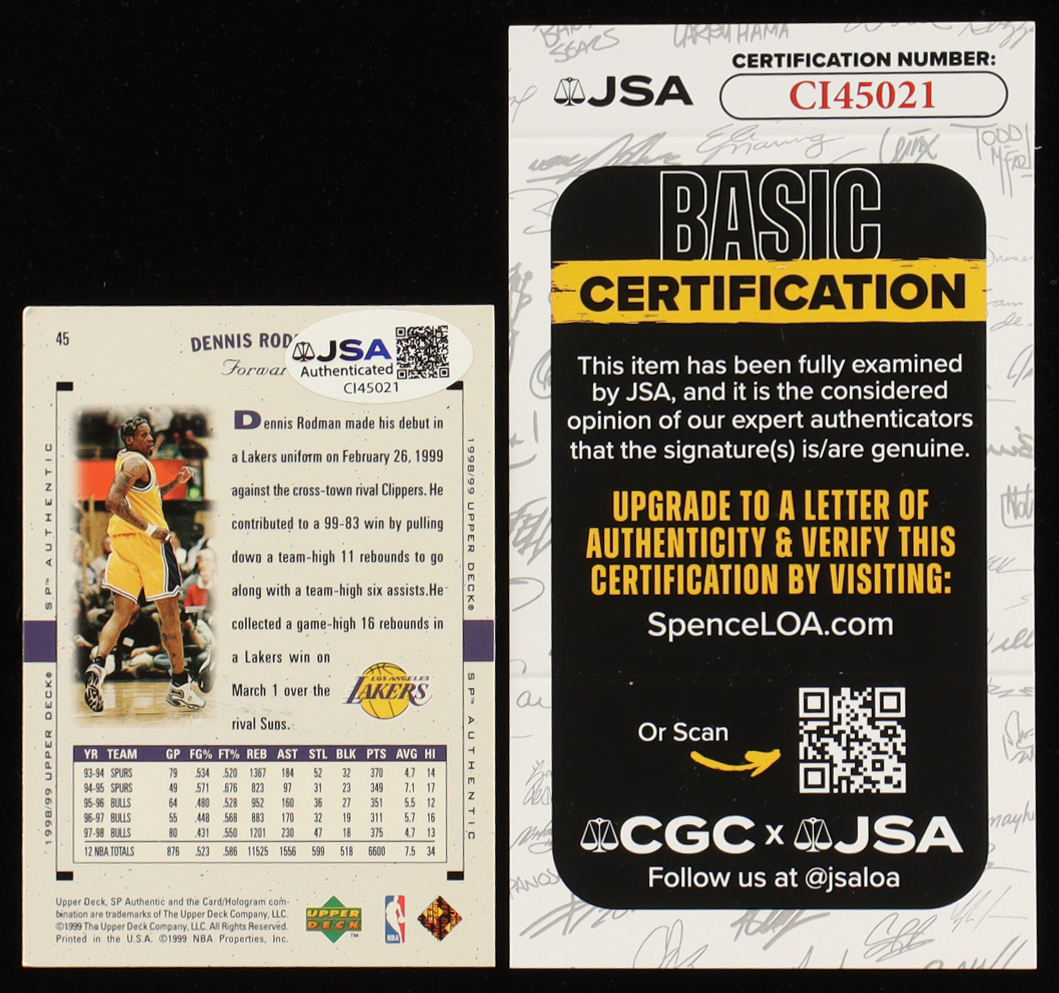 45
DENNIS ROD
Forwar
JSA
Authenticated
CI45021
Dennis Rodman made his debut in
a Lakers uniform on February 26, 1999
against the cross-town rival Clippers. He
contributed to a 99-83 win by pulling
down a team-high 11 rebounds to go
along with a team-high six assists.He
collected a game-high 16 rebounds in
a Lakers win on
March 1 over the
rival Suns.
LOS ANGELES
LAKERS
SP™ AUTHENTIC
1998/99 UPPER DECK®
1998/99 UPPER DECK®
SP™ AUTHENTIC
YR TEAM GP FG% FT% REB AST STL BLK PTS AVG HI
93-94 SPURS 79 .534 .520 1367 184 52 32 370 4.7 14
94-95 SPURS 49 .571 .676 823 97 31 23 349 7.1 17
95-96 BULLS 64 .480 .528 952 160 36 27 351 5.5 12
96-97 BULLS 55 .448 .568 883 170 32 19 311 5.7 16
97-98 BULLS 80 .431 .550 1201 230 47 18 375 4.7 13
12 NBA TOTALS 876 .523 .586 11525 1556 599 518 6600 7.5 34
Upper Deck, SP Authentic and the Card/Hologram com-
bination are trademarks of The Upper Deck Company, LLC.
©1999 The Upper Deck Company, LLC. All Rights Reserved.
Printed in the U.S.A. ©1999 NBA Properties, Inc.
UPPER
DECK™
NBA
JSA
CERTIFICATION NUMBER:
CI45021
BASIC
CERTIFICATION
This item has been fully examined
by JSA, and it is the considered
opinion of our expert authenticators
that the signature(s) is/are genuine.
UPGRADE TO A LETTER OF
AUTHENTICITY & VERIFY THIS
CERTIFICATION BY VISITING:
SpenceLOA.com
Or Scan
CGC x JSA
Follow us at @jsaloa